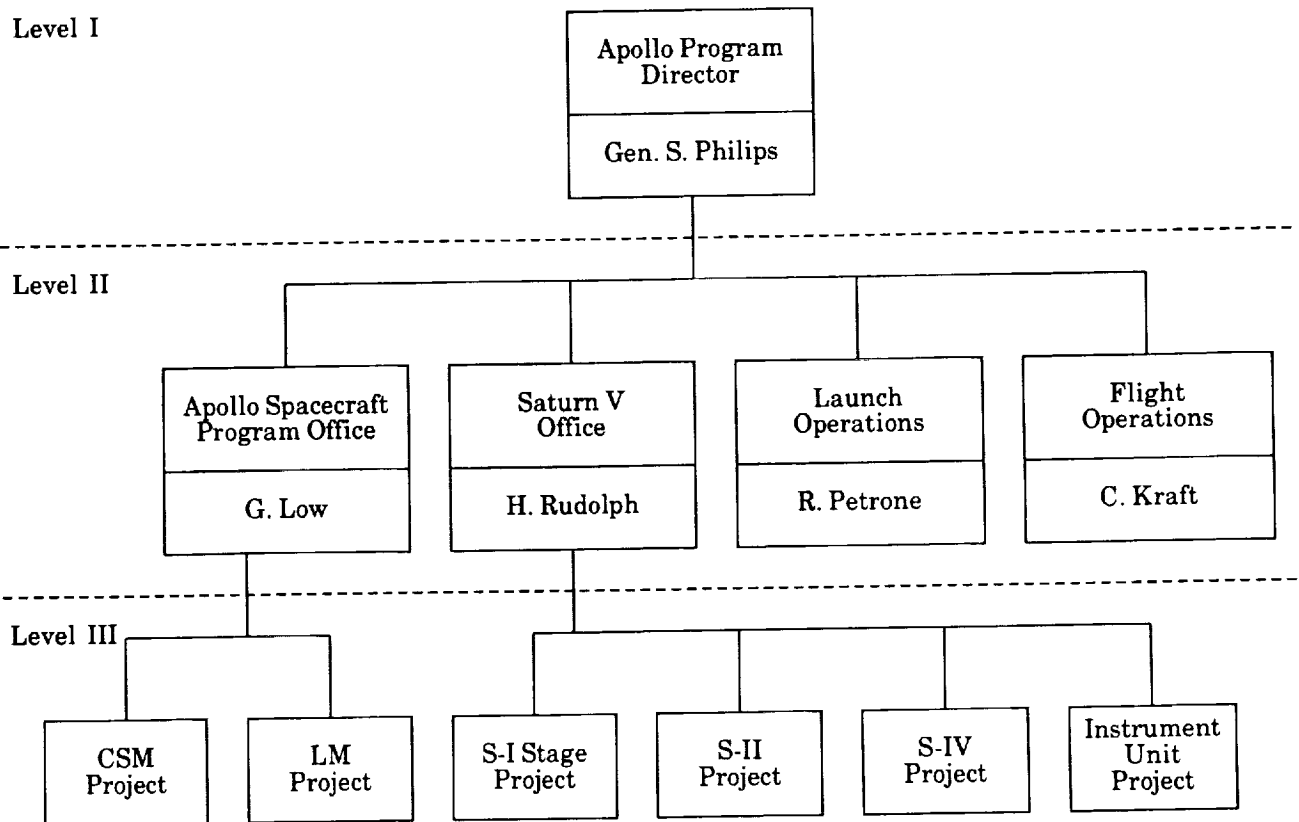 Level I
Apollo Program
Director
Gen. S. Philips
Level II
Apollo Spacecraft
Program Office
G. Low
Saturn V
Office
H. Rudolph
Launch
Operations
R. Petrone
Flight
Operations
C. Kraft
Level III
CSM
Project
LM
Project
S-I Stage
Project
S-II
Project
S-IV
Project
Instrument
Unit
Project